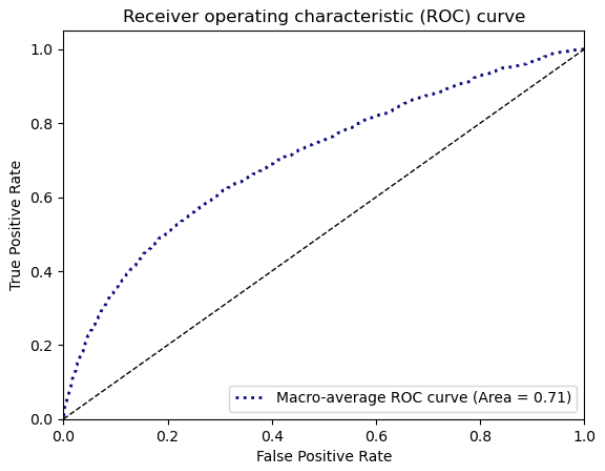 Receiver operating characteristic (ROC) curve
True Positive Rate
1.0
0.8
0.6
0.4
0.2
0.0
Macro-average ROC curve (Area = 0.71)
0.0 0.2 0.4 0.6 0.8 1.0
False Positive Rate